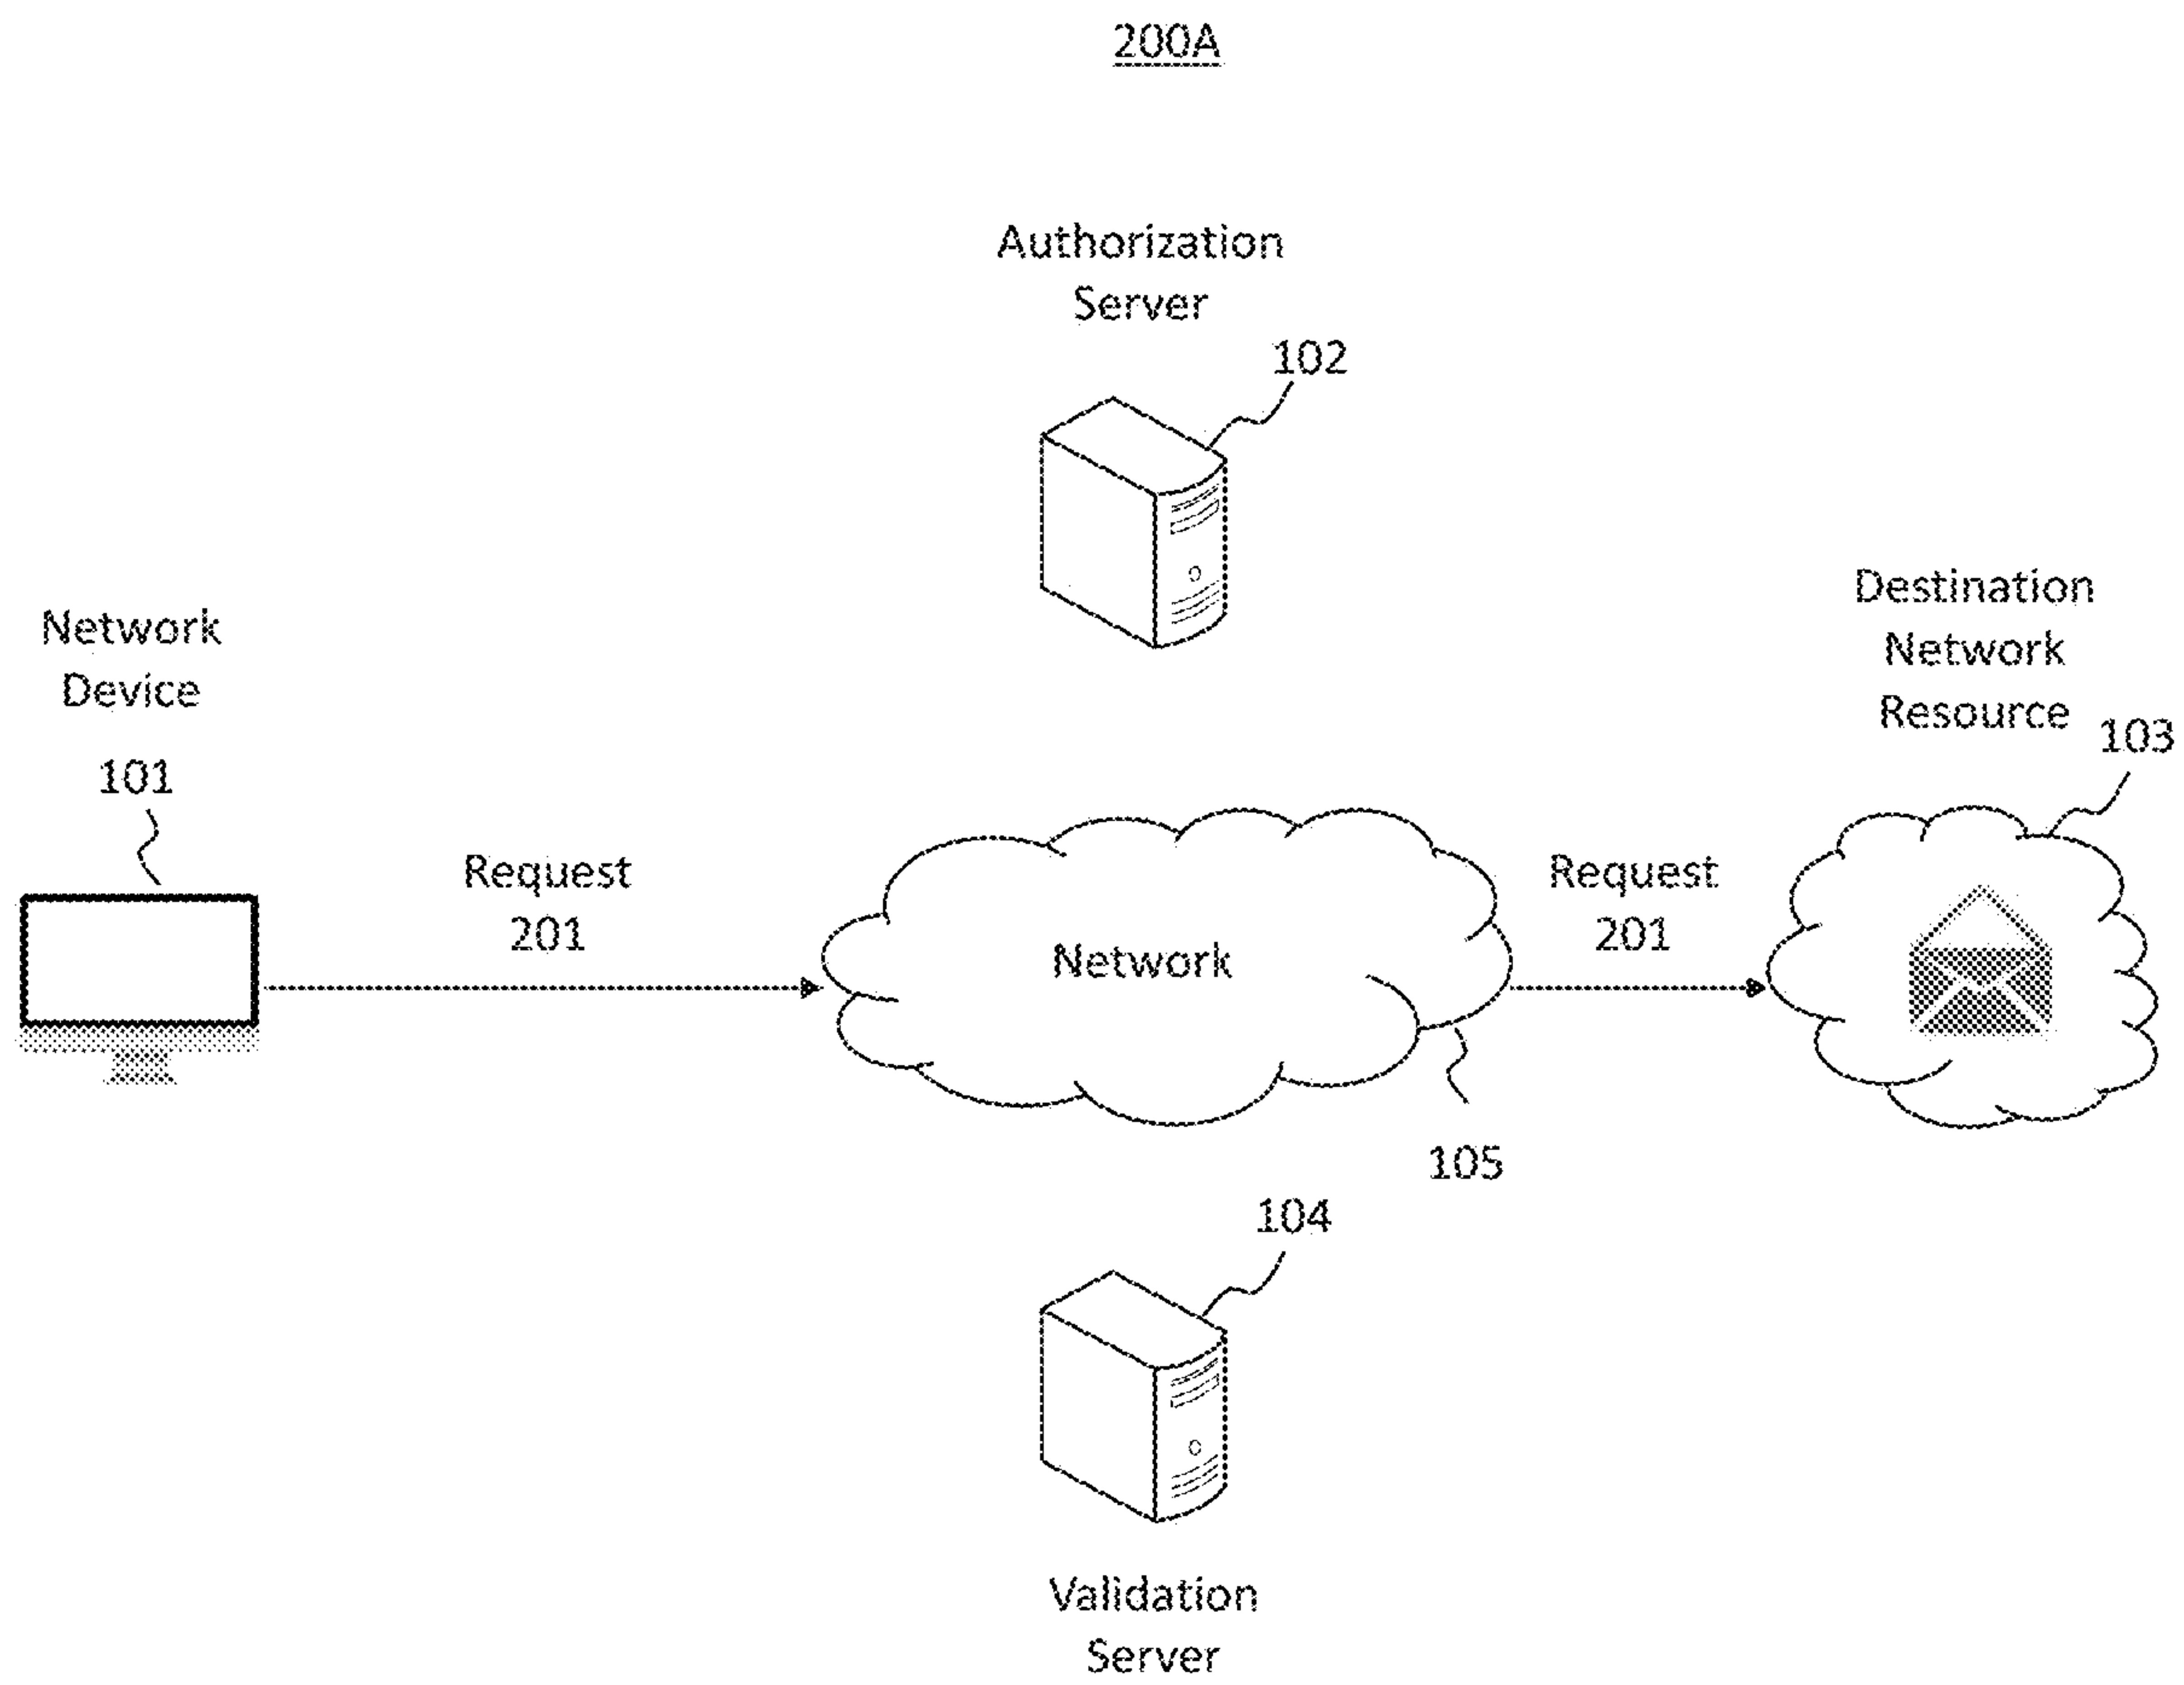 200A
Authorization
Server
102
Network
Device
101
Destination
Network
Resource
103
Request
201
Network
Request
201
105
104
Validation
Server